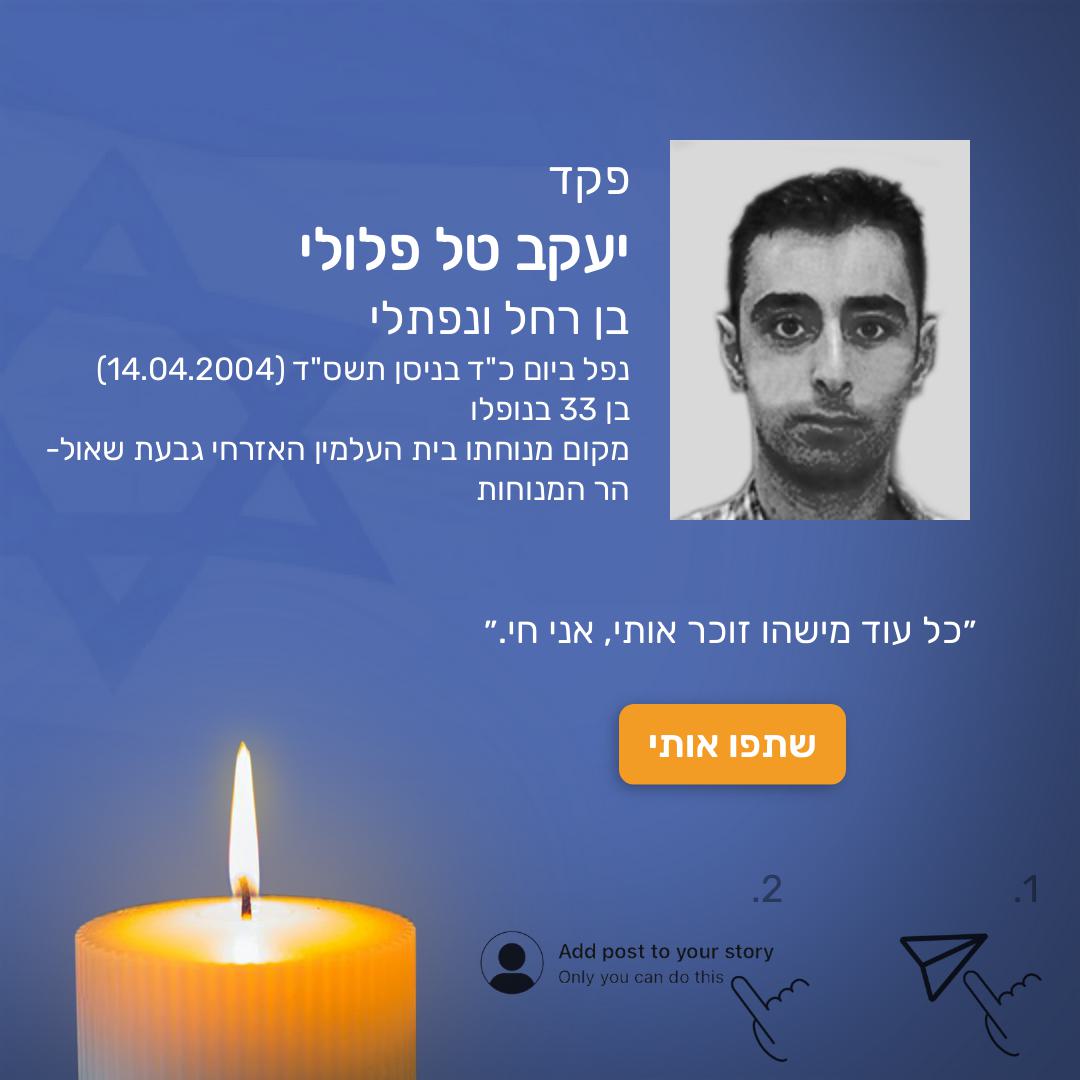 פקד
יעקב טל פלולי
בן רחל ונפתלי
נפל ביום כ"ד בניסן תשס"ד (14.04.2004)
בן 33 בנופלו
מקום מנוחתו בית העלמין האזרחי גבעת שאול-
הר המנוחות
״כל עוד מישהו זוכר אותי, אני חי.״
שתפו אותי
1.
2.
Add post to your story
Only you can do this